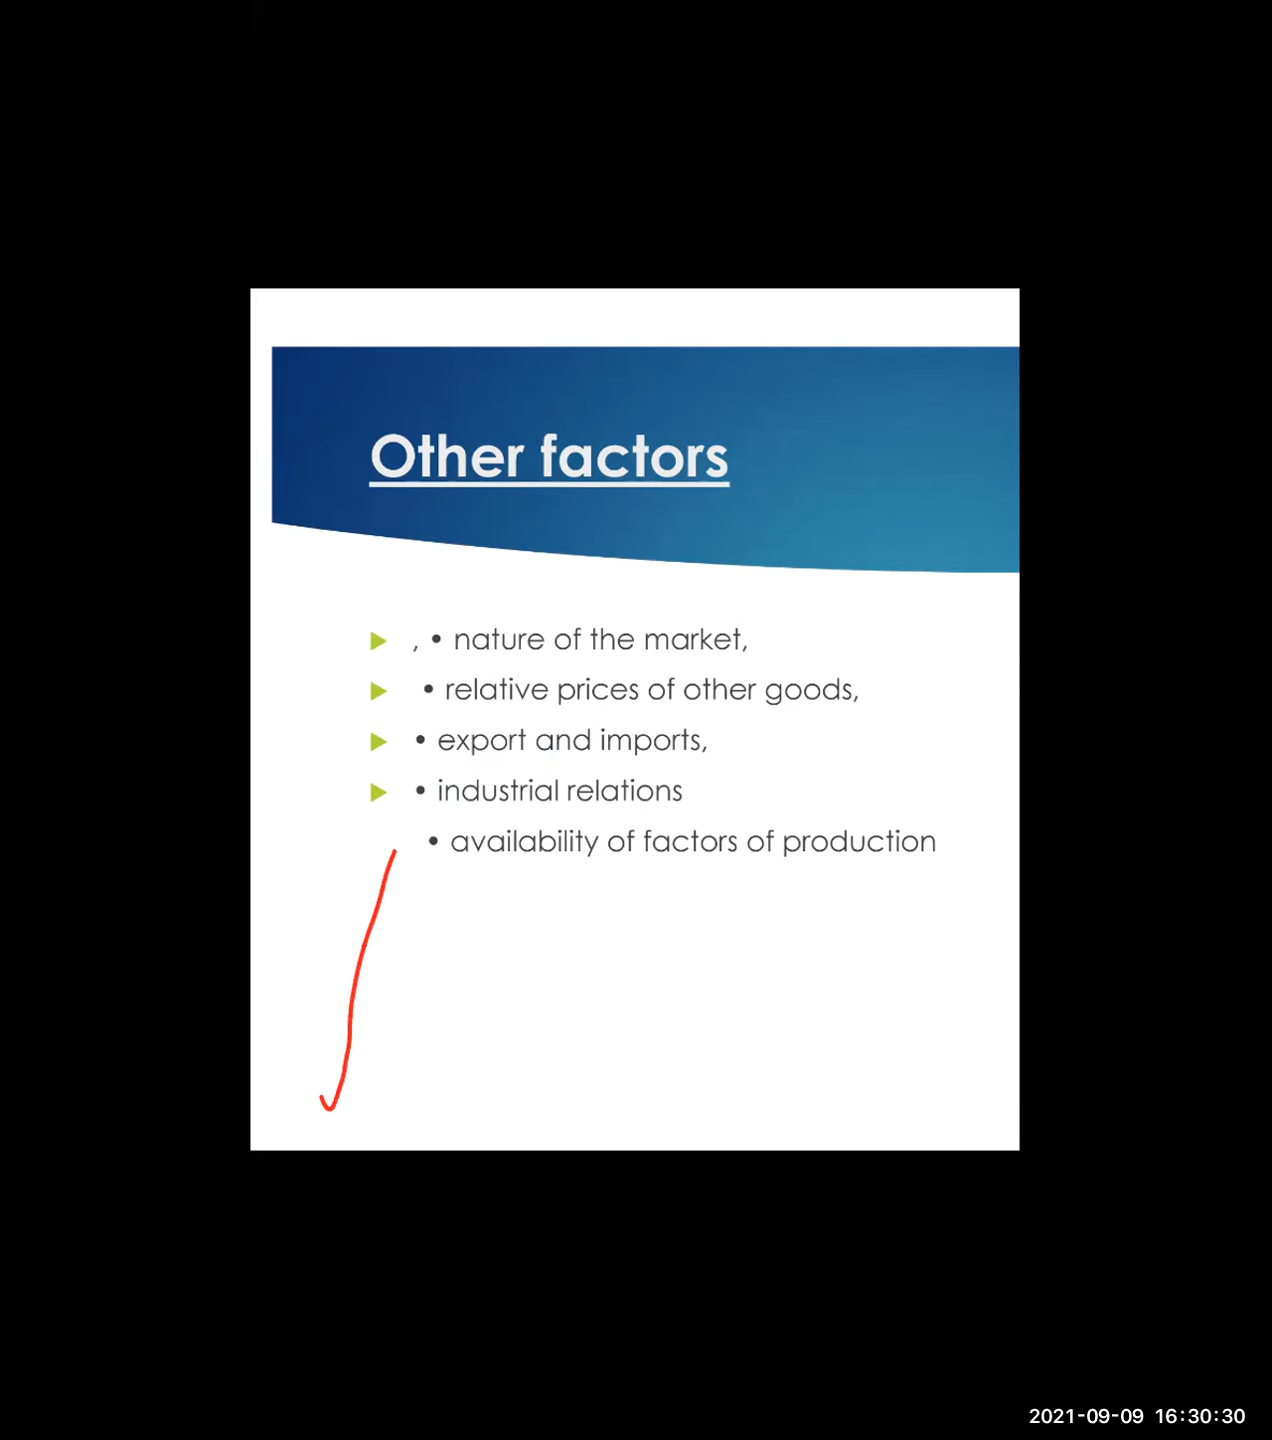 Other factors
, • nature of the market,
• relative prices of other goods,
• export and imports,
• industrial relations
• availability of factors of production
2021-09-09 16:30:30